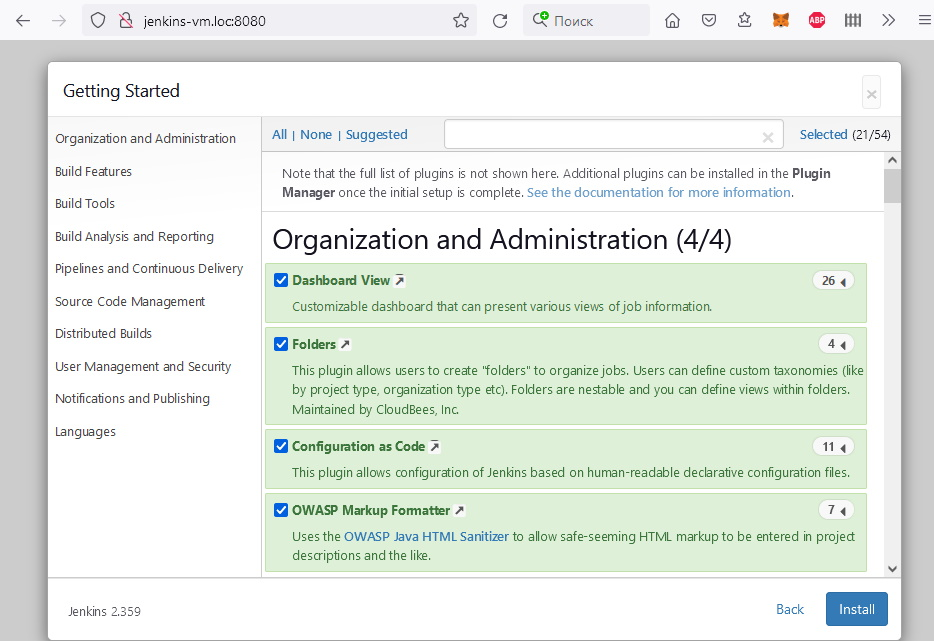 jenkins-vm.loc:8080
Поиск
ABP
Getting Started
×
Organization and Administration
Build Features
Build Tools
Build Analysis and Reporting
Pipelines and Continuous Delivery
Source Code Management
Distributed Builds
User Management and Security
Notifications and Publishing
Languages
All | None | Suggested
×
Selected (21/54)
Note that the full list of plugins is not shown here. Additional plugins can be installed in the Plugin
Manager once the initial setup is complete. See the documentation for more information.
Organization and Administration (4/4)
Dashboard View
26
Customizable dashboard that can present various views of job information.
Folders
4
This plugin allows users to create "folders" to organize jobs. Users can define custom taxonomies (like
by project type, organization type etc). Folders are nestable and you can define views within folders.
Maintained by CloudBees, Inc.
Configuration as Code
11
This plugin allows configuration of Jenkins based on human-readable declarative configuration files.
OWASP Markup Formatter
7
Uses the OWASP Java HTML Sanitizer to allow safe-seeming HTML markup to be entered in project
descriptions and the like.
Jenkins 2.359
Back
Install